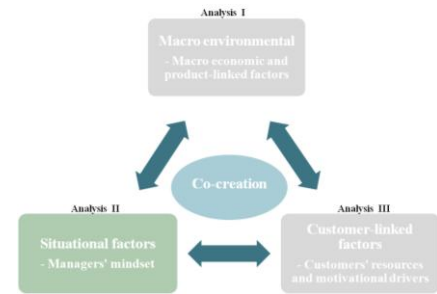 Analysis I
Macro environmental
- Macro economic and
product-linked factors
Co-creation
Analysis II
Situational factors
- Managers' mindset
Analysis III
Customer-linked
factors
- Customers' resources
and motivational drivers